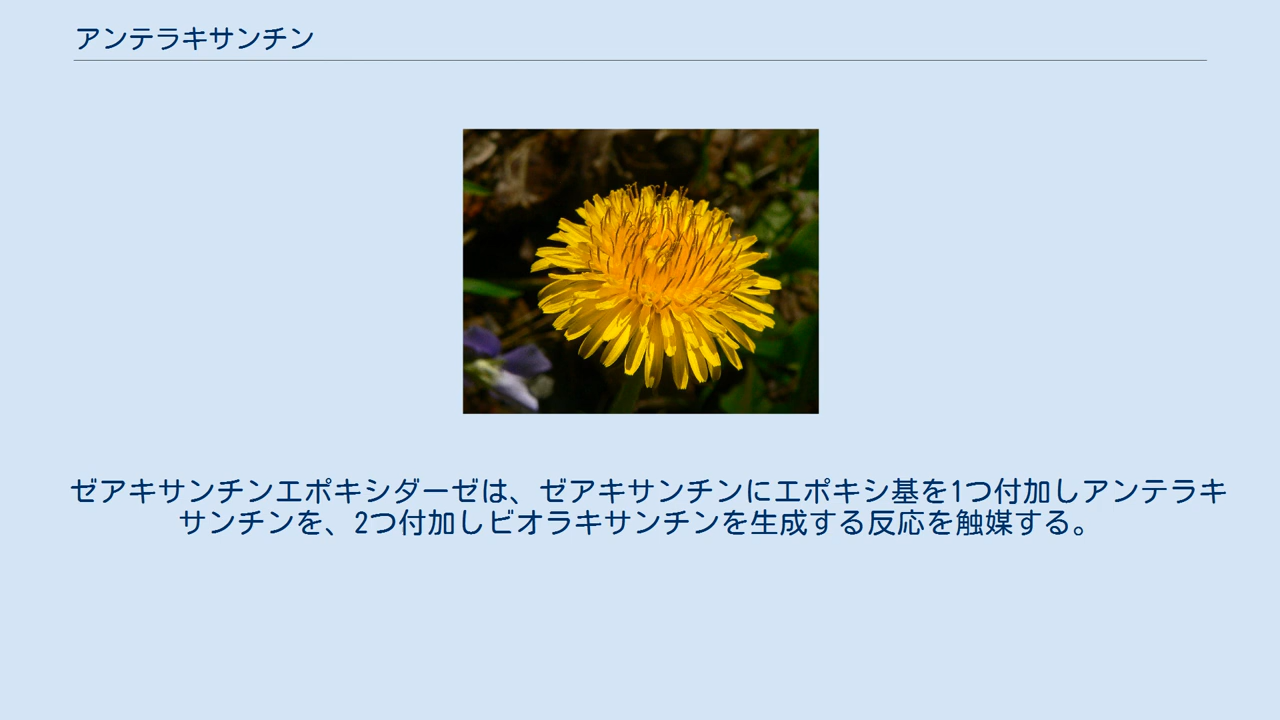 アンテラキサンチン
ゼアキサンチンエポキシダーゼは、ゼアキサンチンにエポキシ基を1つ付加しアンテラキ
サンチンを、2つ付加しビオラキサンチンを生成する反応を触媒する。